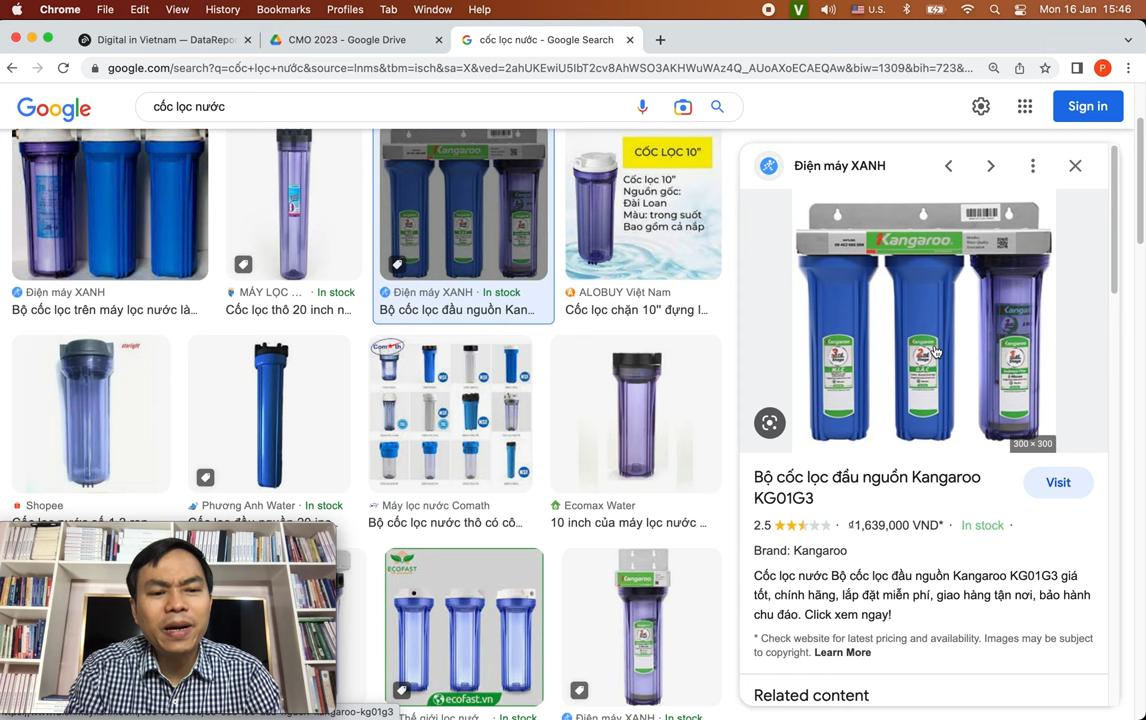 Chrome File Edit View History Bookmarks Profiles Tab Window Help
V U.S. Mon 16 Jan 15:46
Digital in Vietnam — DataRepor
CMO 2023 - Google Drive
cốc lọc nước - Google Search
google.com/search?q=cốc+lọc+nước&source=lnms&tbm=isch&sa=X&ved=2ahUKEwiU5IbT2cv8AhWSO3AKHWuWAz4Q_AUoAXoECAEQAw&biw=1309&bih=723&...
P
Google
cốc lọc nước
Sign in
CỐC LỌC 10”
Cốc lọc 10”
Nguồn gốc:
Đài Loan
Màu: trong suốt
Bao gồm cả nắp
Điện máy XANH
Bộ cốc lọc trên máy lọc nước là...
MÁY LỌC ... · In stock
Cốc lọc thô 20 inch n...
Điện máy XANH · In stock
Bộ cốc lọc đầu nguồn Kan...
ALOBUY Việt Nam
Cốc lọc chặn 10'' đựng l...
Shopee
Phương Anh Water · In stock
Máy lọc nước Comath
Bộ cốc lọc nước thô có cô...
Ecomax Water
10 inch của máy lọc nước ...
ECOFAST
ecofast.vn
Kangaroo
Thế giới lọc nướ... · In stock
Điện máy XANH · In stock
Điện máy XANH
Kangaroo
300 × 300
Bộ cốc lọc đầu nguồn Kangaroo
KG01G3
Visit
2.5 · ₫1,639,000 VND* · In stock ·
Brand: Kangaroo
Cốc lọc nước Bộ cốc lọc đầu nguồn Kangaroo KG01G3 giá
tốt, chính hãng, lắp đặt miễn phí, giao hàng tận nơi, bảo hành
chu đáo. Click xem ngay!
* Check website for latest pricing and availability. Images may be subject
to copyright. Learn More
Related content